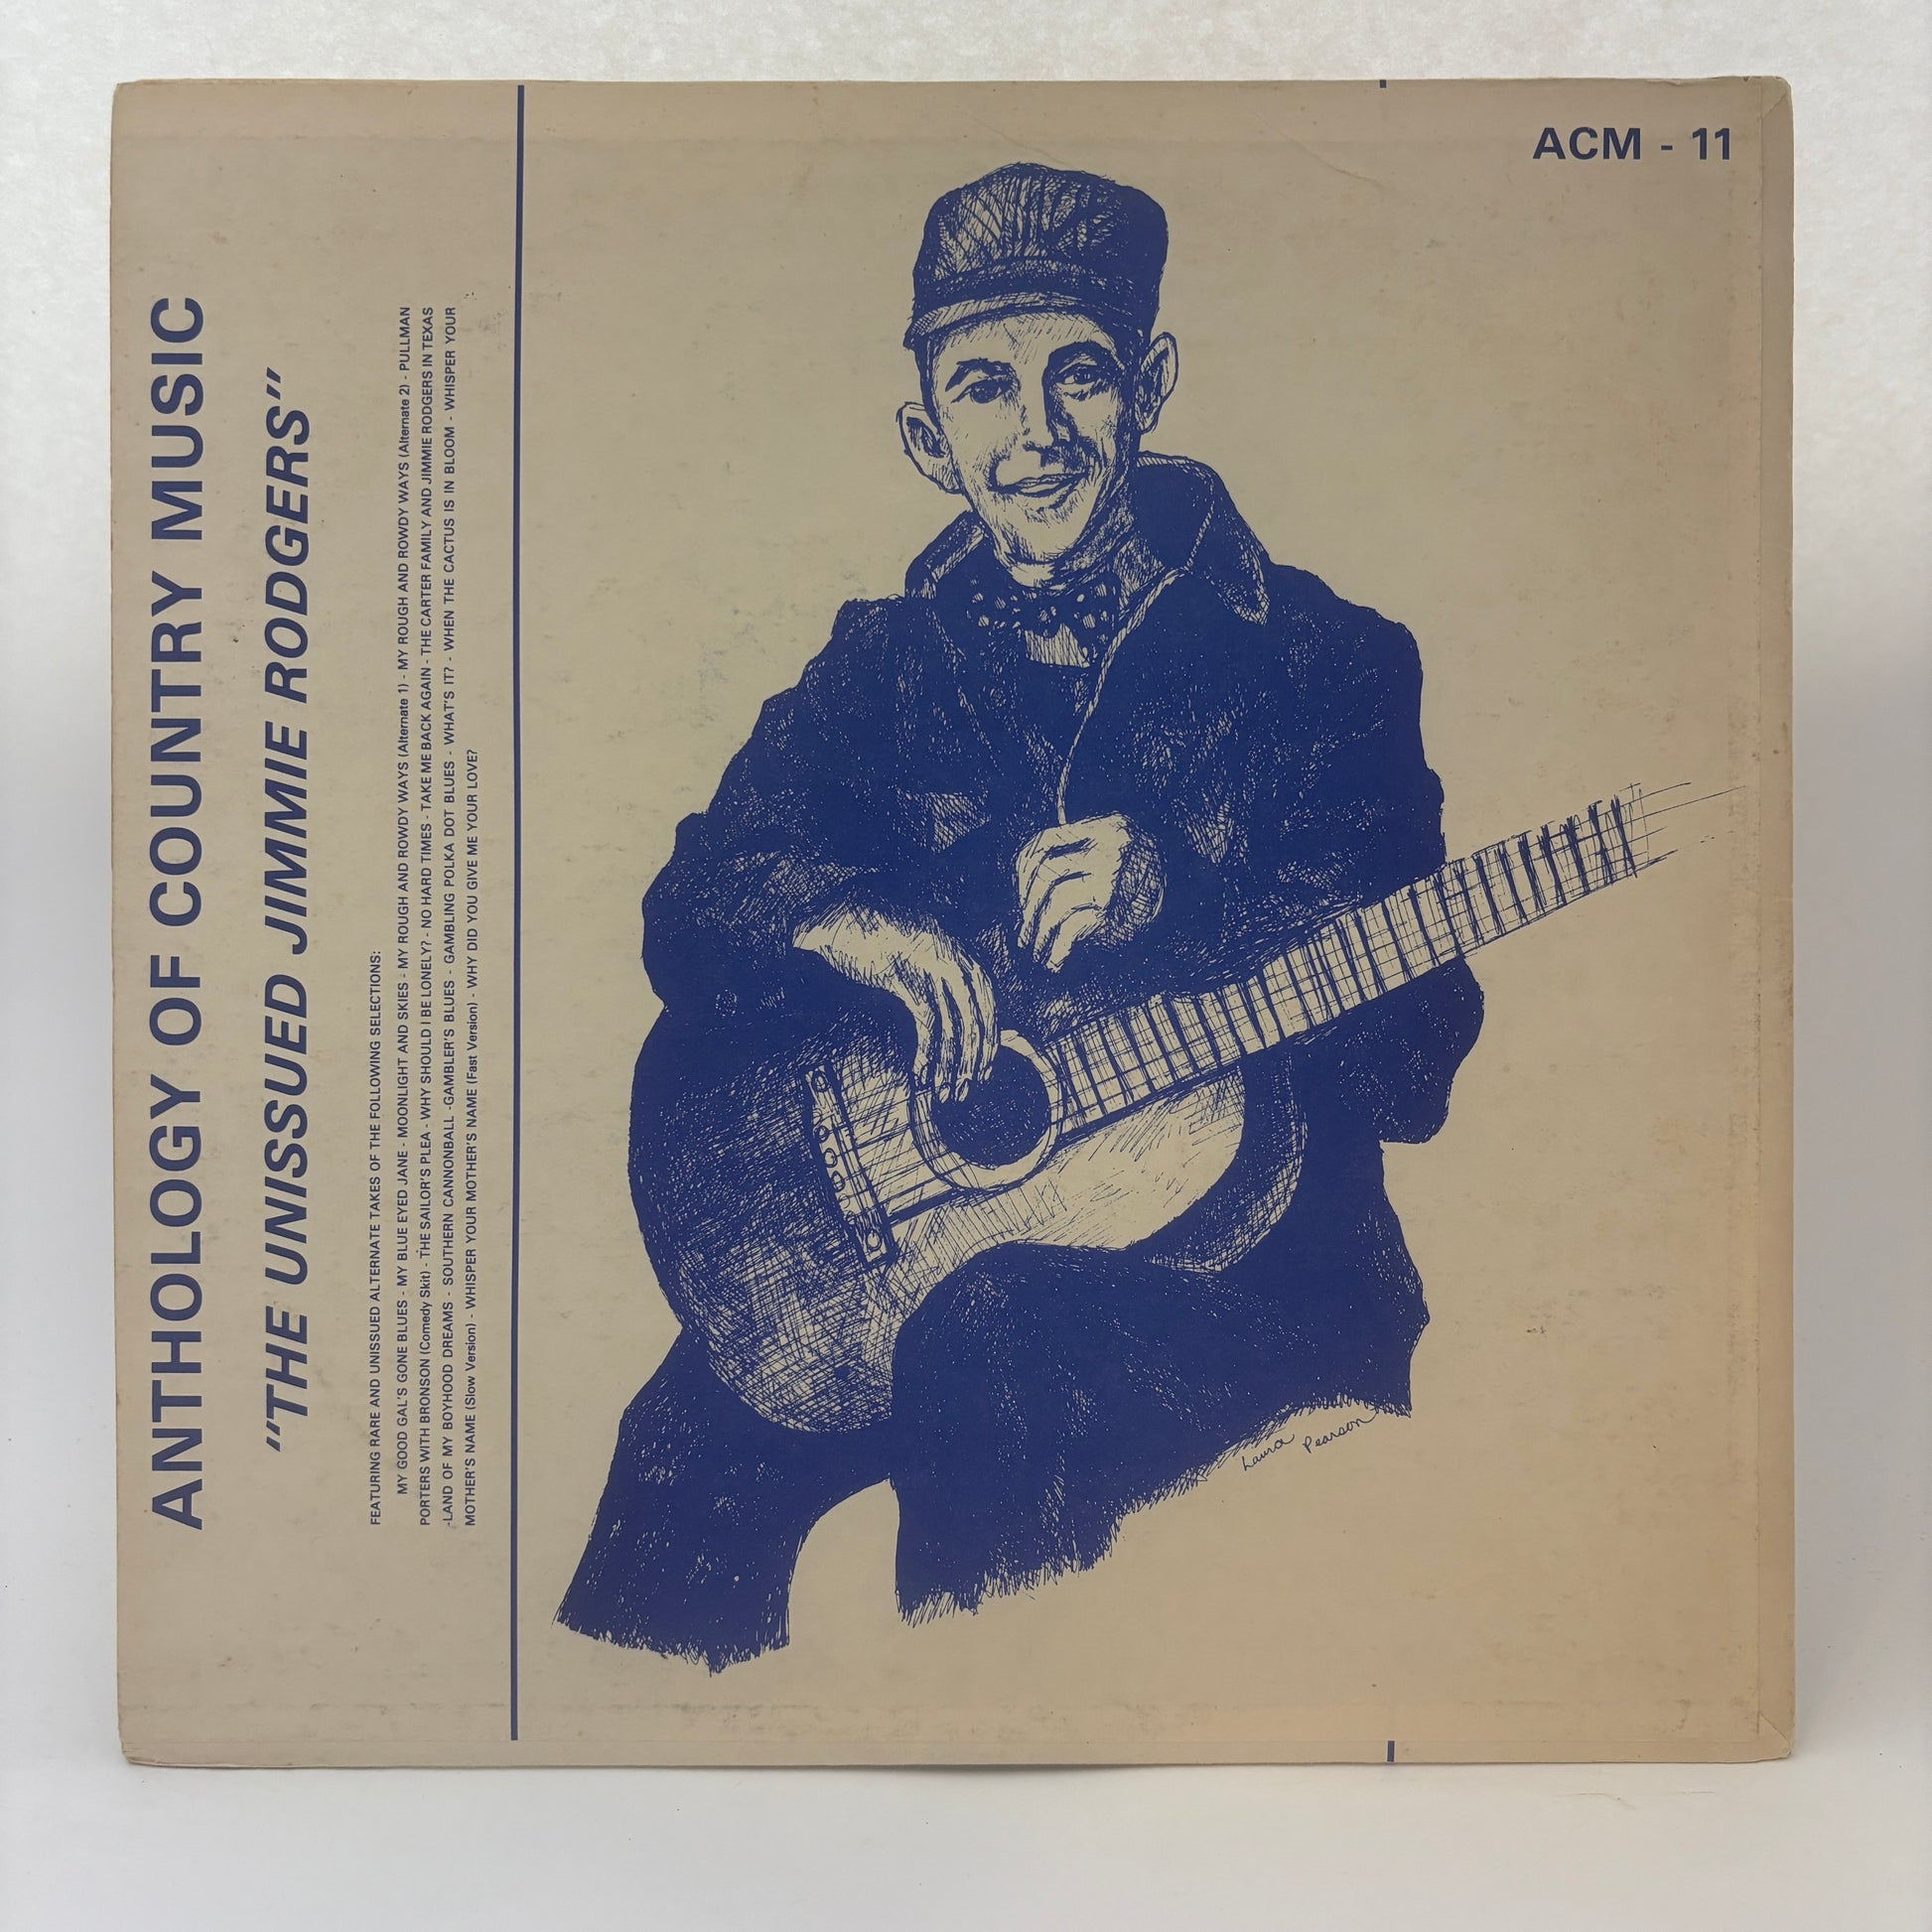 ACM - 11
ANTHOLOGY OF COUNTRY MUSIC
"THE UNISSUED JIMMIE RODGERS"
FEATURING RARE AND UNISSUED ALTERNATE TAKES OF THE FOLLOWING SELECTIONS:
MY GOOD GAL'S GONE BLUES - MY BLUE EYED JANE - MOONLIGHT AND SKIES - MY ROUGH AND ROWDY WAYS (Alternate 1) - MY ROUGH AND ROWDY WAYS (Alternate 2) - PULLMAN
PORTERS WITH BRONSON (Comedy Skit) - THE SAILOR'S PLEA - WHY SHOULD I BE LONELY? - NO HARD TIMES - TAKE ME BACK AGAIN - THE CARTER FAMILY AND JIMMIE RODGERS IN TEXAS
-LAND OF MY BOYHOOD DREAMS - SOUTHERN CANNONBALL -GAMBLER'S BLUES - GAMBLING POLKA DOT BLUES - WHAT'S IT? - WHEN THE CACTUS IS IN BLOOM - WHISPER YOUR
MOTHER'S NAME (Slow Version) - WHISPER YOUR MOTHER'S NAME (Fast Version) - WHY DID YOU GIVE ME YOUR LOVE?
Laura Pearson